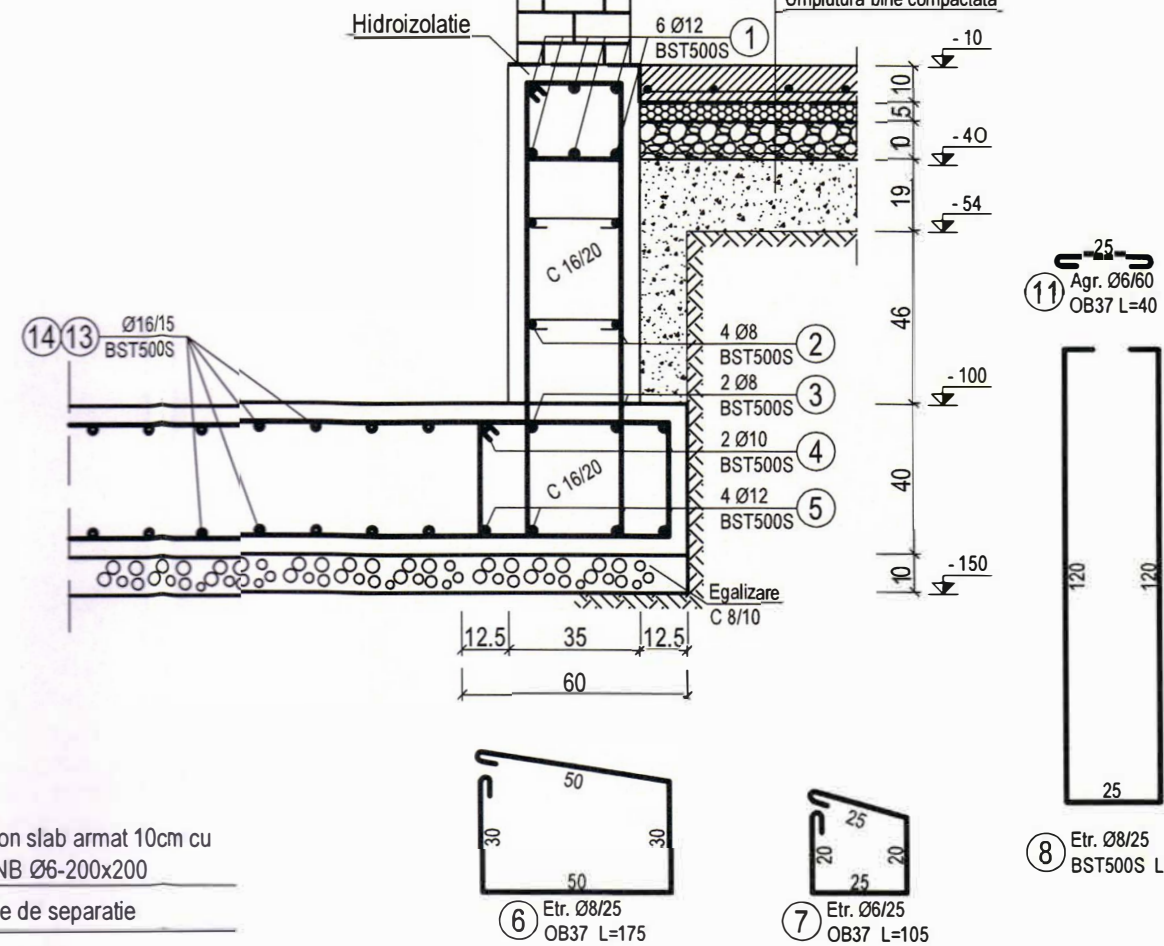 Umplutura bine compactata
Hidroizolatie
6 Ø12
BST500S
1
- 10
10
5
10
- 40
19
- 54
46
- 100
40
- 150
10
C 16/20
14 13
Ø16/15
BST500S
4 Ø8
BST500S
2
2 Ø8
BST500S
3
2 Ø10
BST500S
4
4 Ø12
BST500S
5
C 16/20
Egalizare
C 8/10
12.5
35
12.5
60
25
11
Agr. Ø6/60
OB37 L=40
120
120
25
8
Etr. Ø8/25
BST500S L
50
30
30
50
6
Etr. Ø8/25
OB37 L=175
25
20
20
25
7
Etr. Ø6/25
OB37 L=105
on slab armat 10cm cu
NB Ø6-200x200
e de separatie